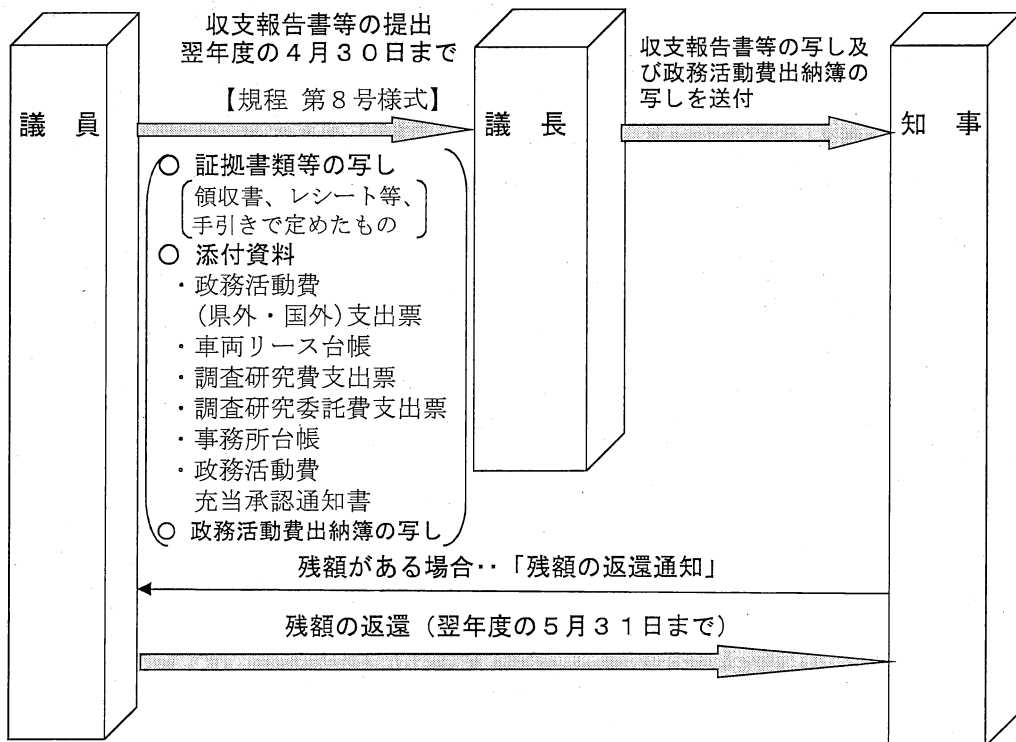 収支報告書等の提出
翌年度の4月30日まで
【規程 第8号様式】
収支報告書等の写し及
び政務活動費出納簿の
写しを送付
議　員
議　長
知　事
○ 証拠書類等の写し
領収書、レシート等、
手引きで定めたもの
○ 添付資料
・政務活動費
（県外・国外）支出票
・車両リース台帳
・調査研究費支出票
・調査研究委託費支出票
・事務所台帳
・政務活動費
充当承認通知書
○ 政務活動費出納簿の写し
残額がある場合‥「残額の返還通知」
残額の返還（翌年度の5月31日まで）